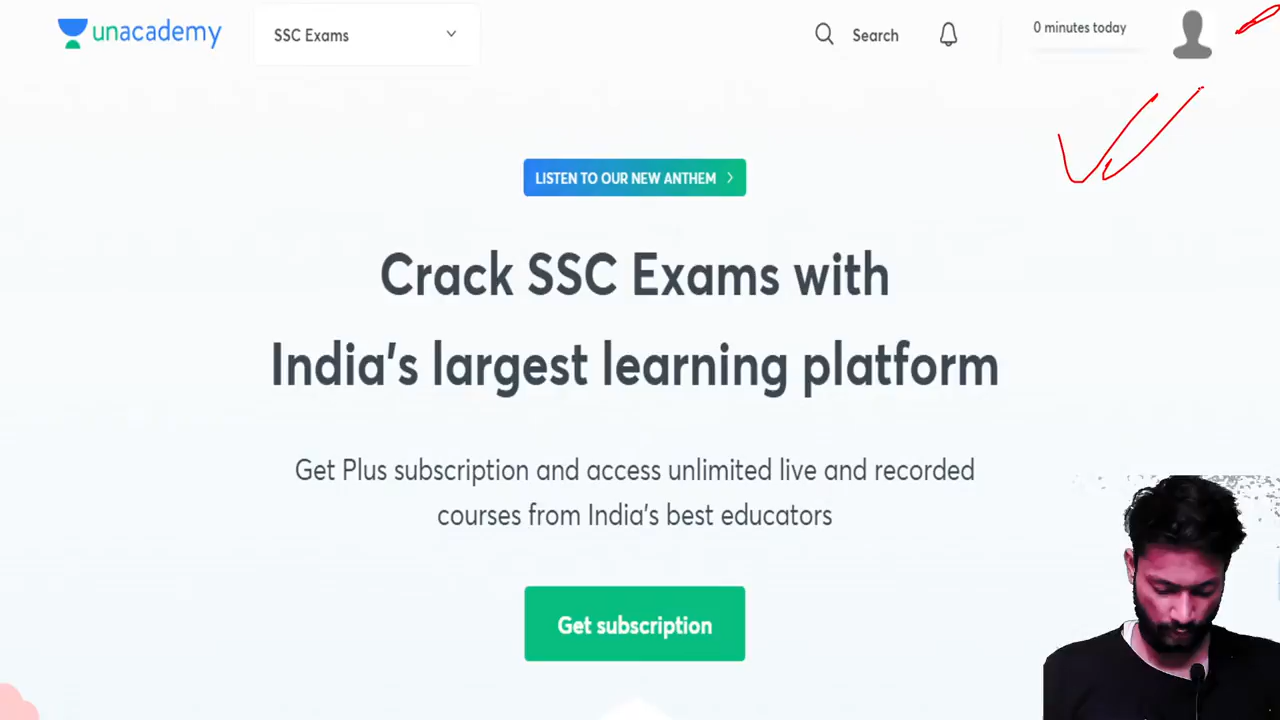 unacademy
SSC Exams
Search
0 minutes today
LISTEN TO OUR NEW ANTHEM
Crack SSC Exams with
India's largest learning platform
Get Plus subscription and access unlimited live and recorded
courses from India's best educators
Get subscription